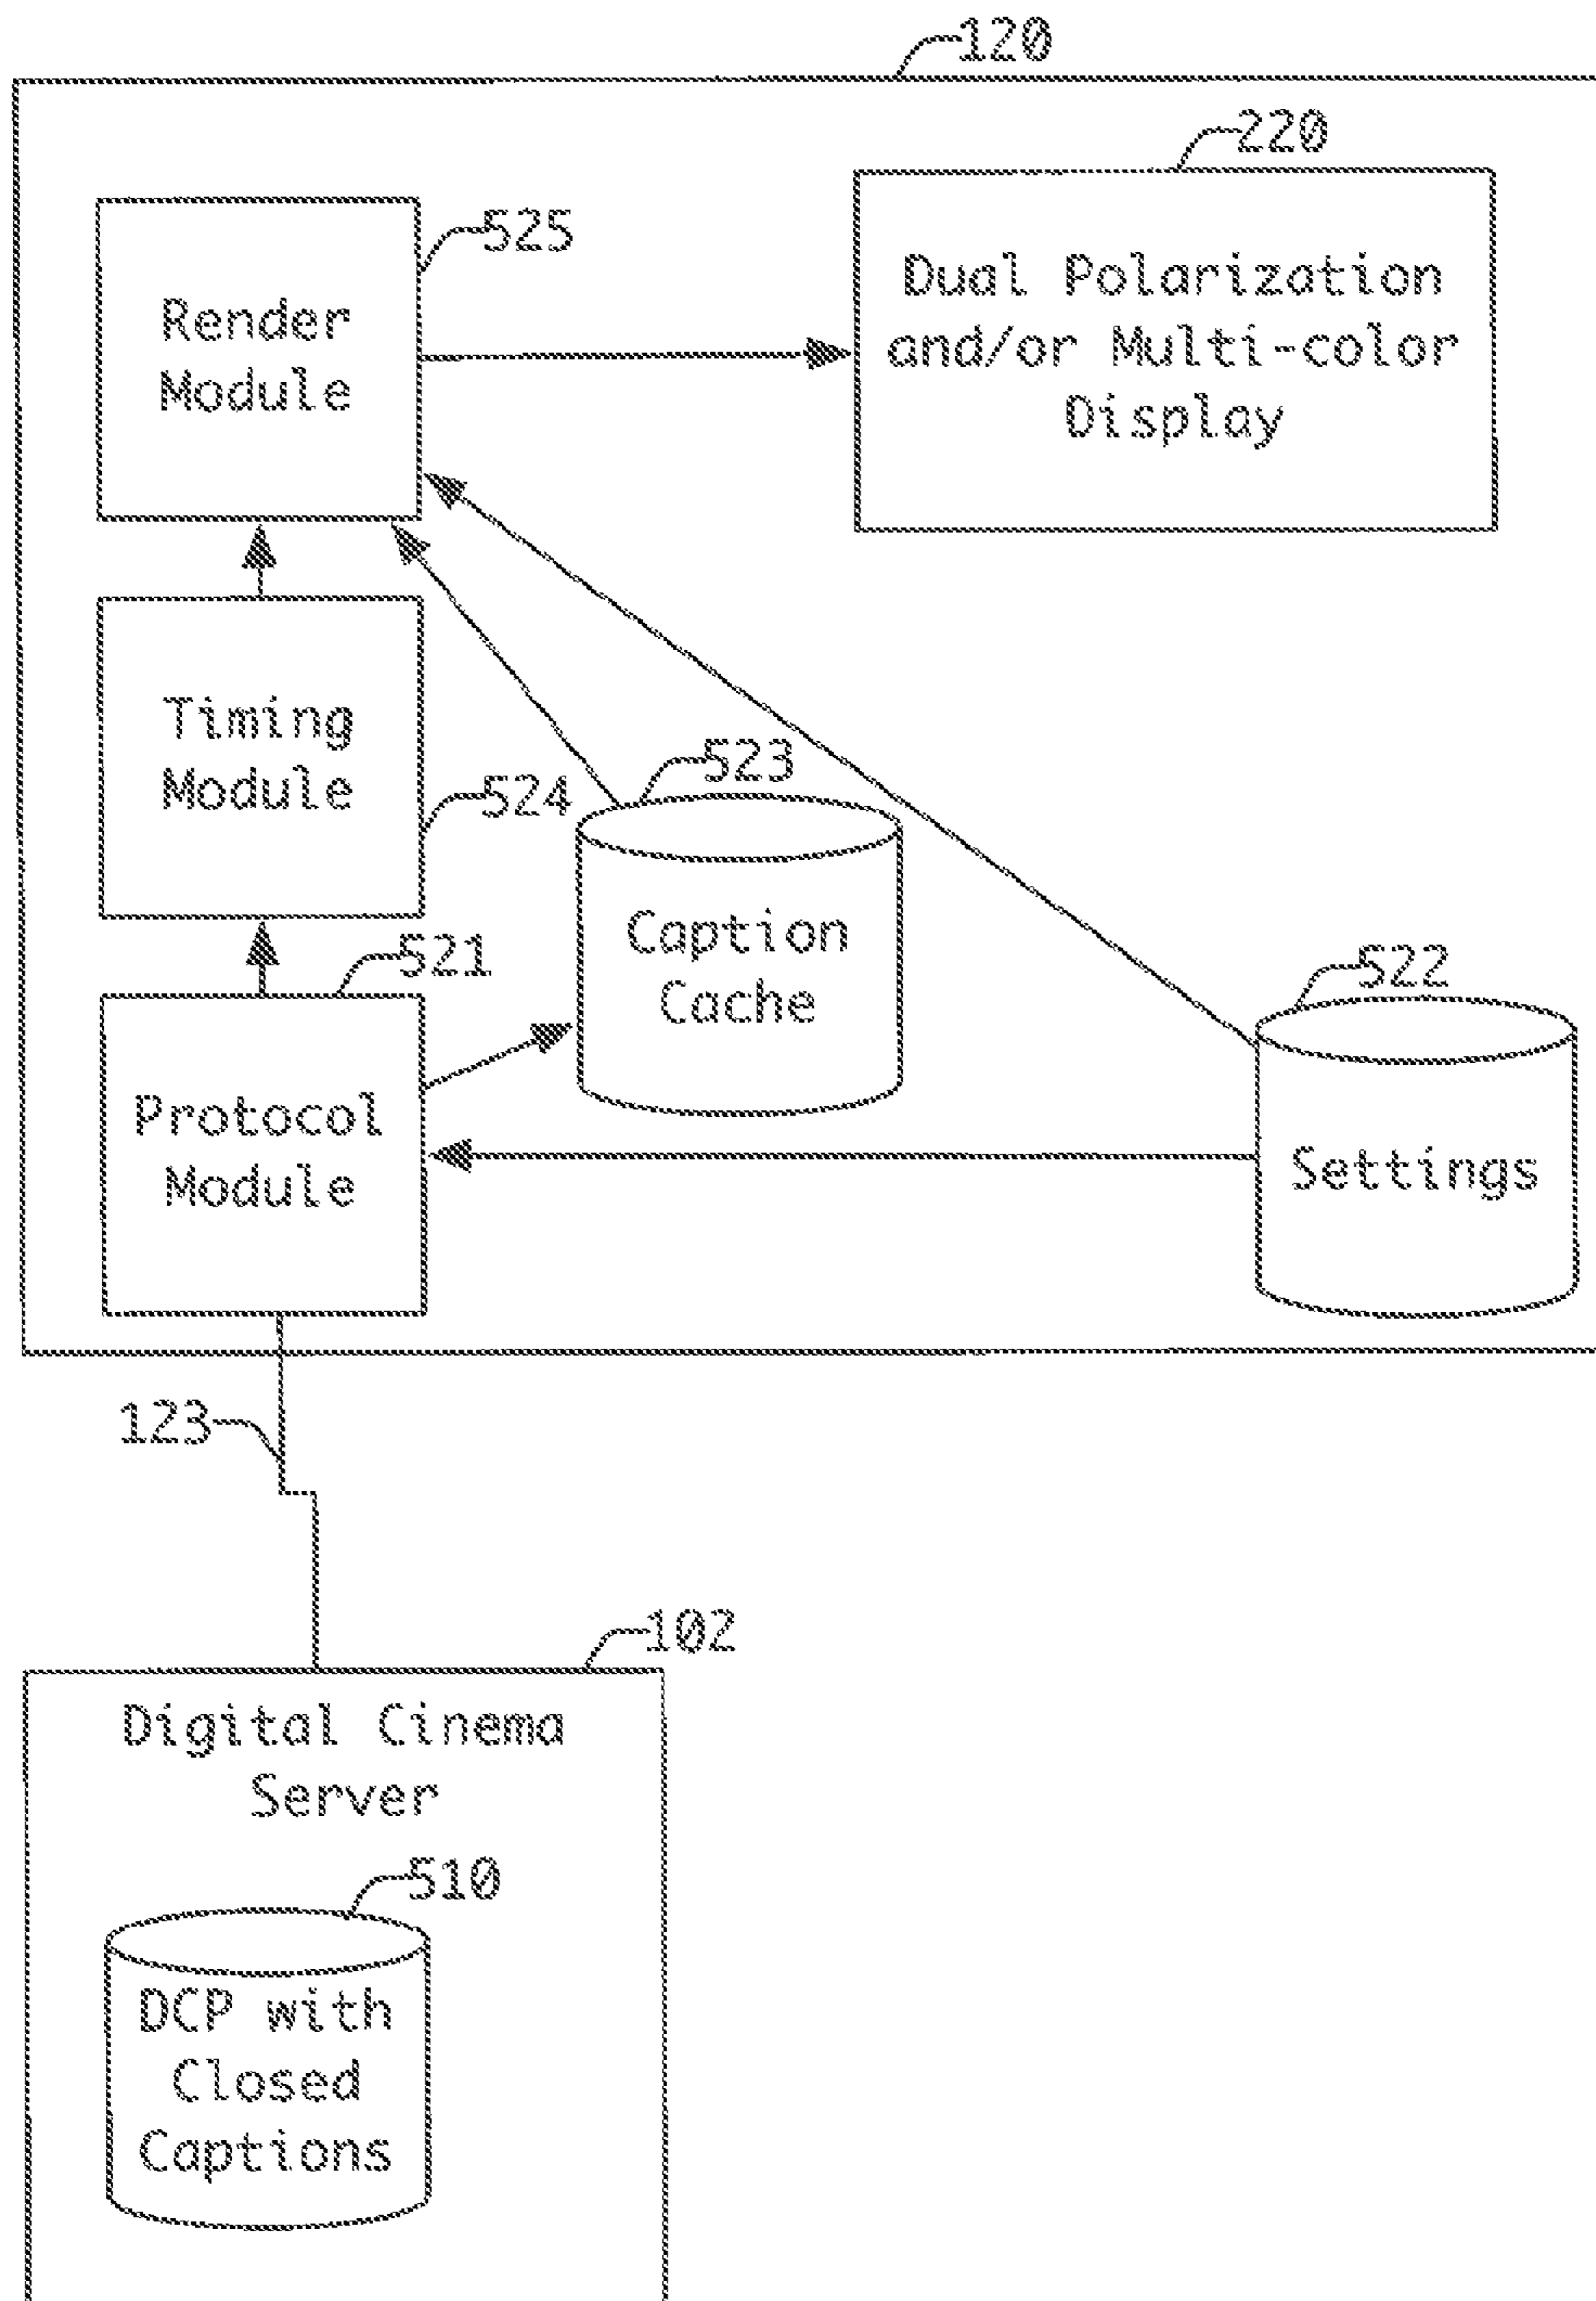 120
220
525
Render
Module
Dual Polarization
and/or Multi-color
Display
Timing
Module
524
523
Caption
Cache
521
522
Protocol
Module
Settings
123
102
Digital Cinema
Server
510
DCP with
Closed
Captions